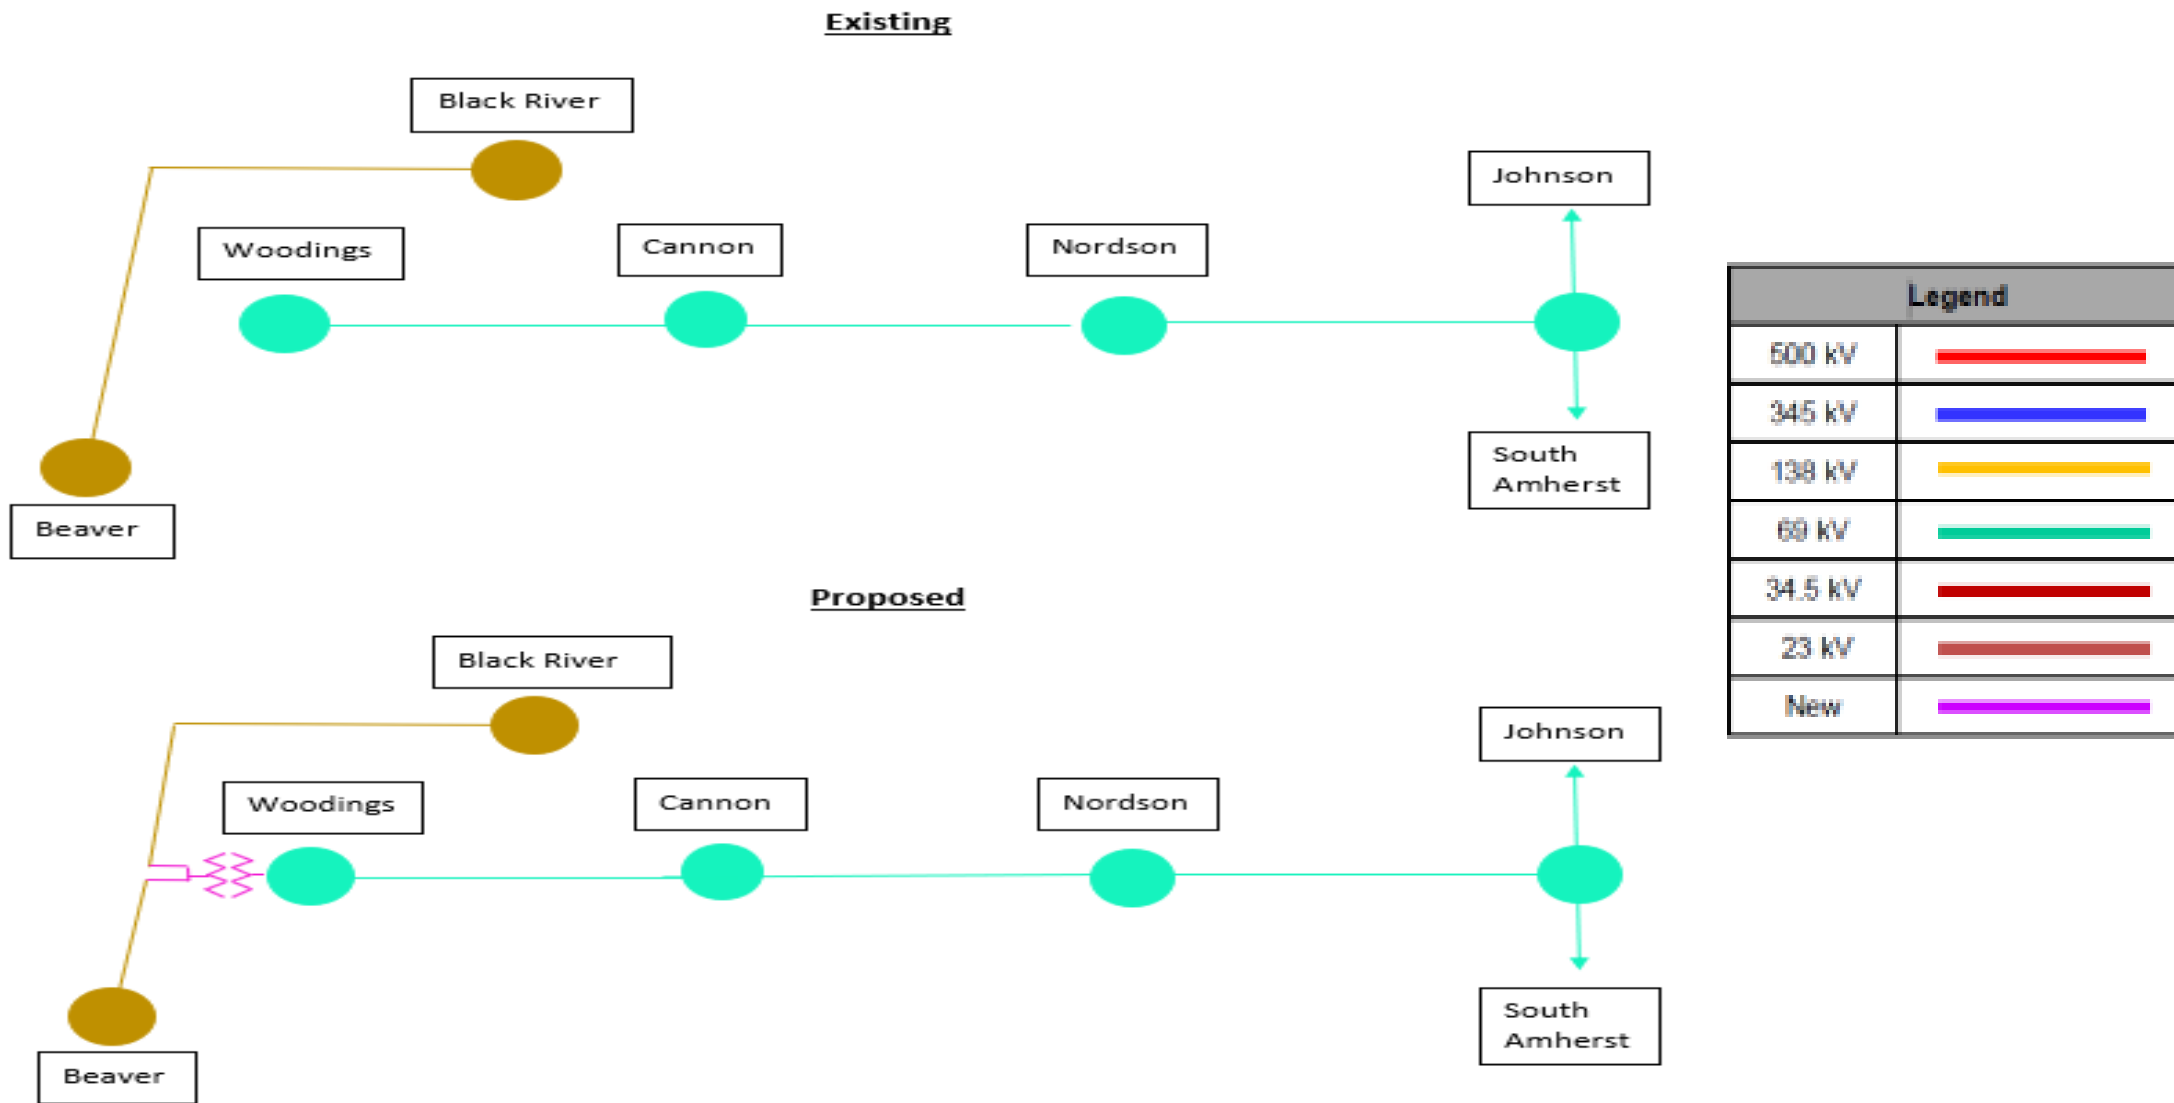 Existing
Black River
Johnson
Woodings
Cannon
Nordson
South
Amherst
Beaver
Proposed
Black River
Johnson
Woodings
Cannon
Nordson
South
Amherst
Beaver
Legend
500 kV
345 kV
138 kV
69 kV
34.5 kV
23 kV
New